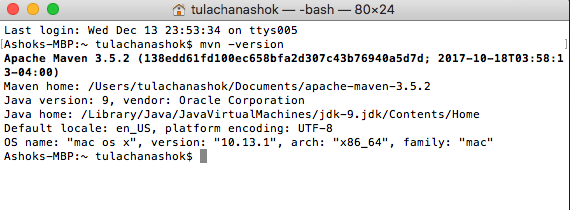 tulachanashok — -bash — 80×24
Last login: Wed Dec 13 23:53:34 on ttys005
[Ashoks-MBP:~ tulachanashok$ mvn -version
Apache Maven 3.5.2 (138edd61fd100ec658bfa2d307c43b76940a5d7d; 2017-10-18T03:58:1
3-04:00)
Maven home: /Users/tulachanashok/Documents/apache-maven-3.5.2
Java version: 9, vendor: Oracle Corporation
Java home: /Library/Java/JavaVirtualMachines/jdk-9.jdk/Contents/Home
Default locale: en_US, platform encoding: UTF-8
OS name: "mac os x", version: "10.13.1", arch: "x86_64", family: "mac"
Ashoks-MBP:~ tulachanashok$